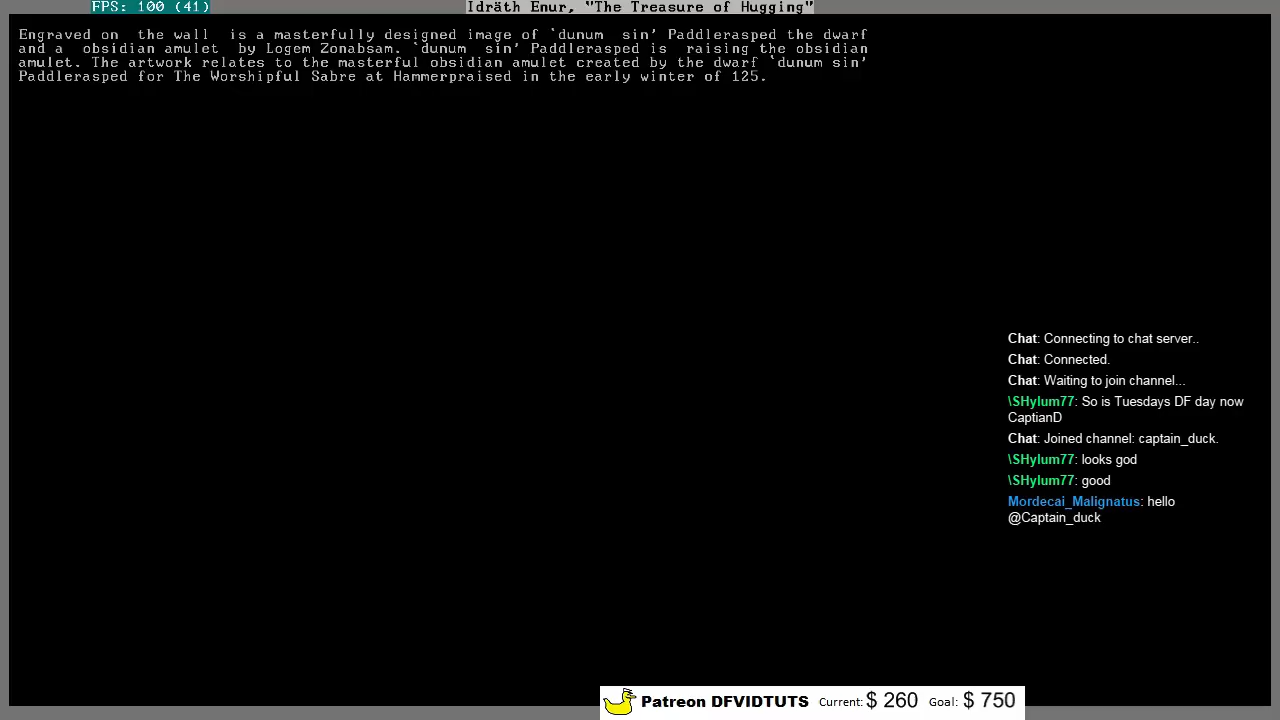 FPS: 100 (41)
Idräth Enur, "The Treasure of Hugging"
Engraved on the wall is a masterfully designed image of `dunum sin' Paddlerasped the dwarf
and a obsidian amulet by Logem Zonabsam. `dunum sin' Paddlerasped is raising the obsidian
amulet. The artwork relates to the masterful obsidian amulet created by the dwarf `dunum sin'
Paddlerasped for The Worshipful Sabre at Hammerpraised in the early winter of 125.
Chat: Connecting to chat server..
Chat: Connected.
Chat: Waiting to join channel...
\SHylum77: So is Tuesdays DF day now
CaptianD
Chat: Joined channel: captain_duck.
\SHylum77: looks god
\SHylum77: good
Mordecai_Malignatus: hello
@Captain_duck
Patreon DFVIDTUTS Current: $ 260 Goal: $ 750